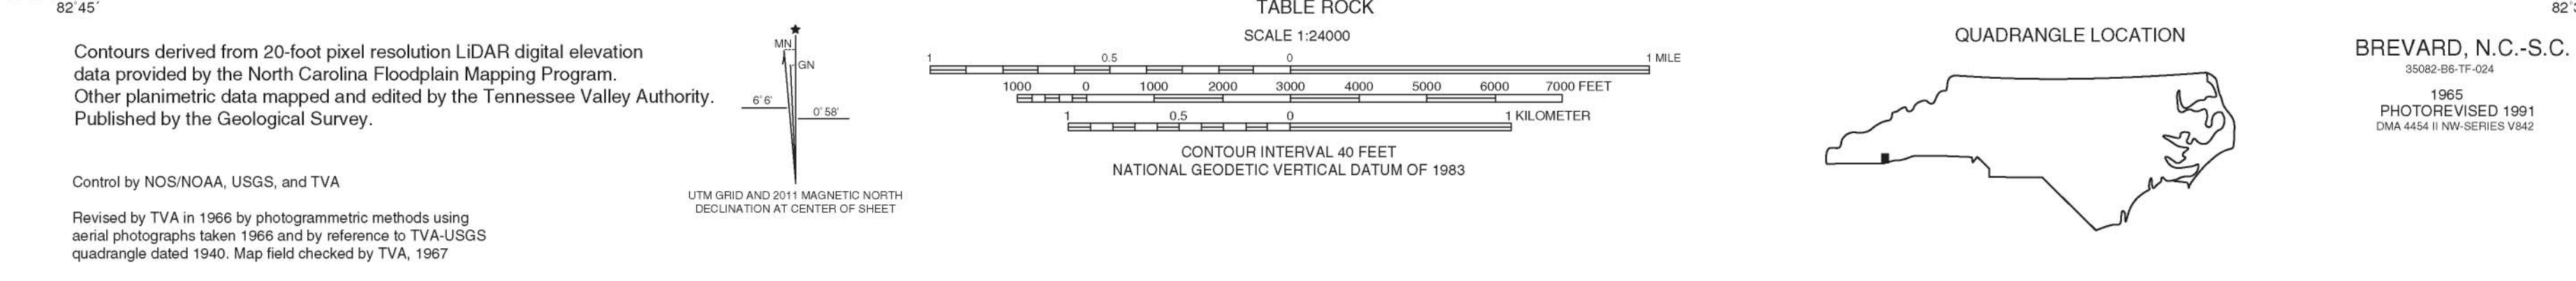 82°45'
Contours derived from 20-foot pixel resolution LiDAR digital elevation
data provided by the North Carolina Floodplain Mapping Program.
Other planimetric data mapped and edited by the Tennessee Valley Authority.
Published by the Geological Survey.
Control by NOS/NOAA, USGS, and TVA
Revised by TVA in 1966 by photogrammetric methods using
aerial photographs taken 1966 and by reference to TVA-USGS
quadrangle dated 1940. Map field checked by TVA, 1967
MN
GN
6°6'
0°58'
UTM GRID AND 2011 MAGNETIC NORTH
DECLINATION AT CENTER OF SHEET
TABLE ROCK
SCALE 1:24000
1 0.5 0 1 MILE
1000 0 1000 2000 3000 4000 5000 6000 7000 FEET
1 0.5 0 1 KILOMETER
CONTOUR INTERVAL 40 FEET
NATIONAL GEODETIC VERTICAL DATUM OF 1983
QUADRANGLE LOCATION
BREVARD, N.C.-S.C.
35082-B6-TF-024
1965
PHOTOREVISED 1991
DMA 4454 II NW-SERIES V842